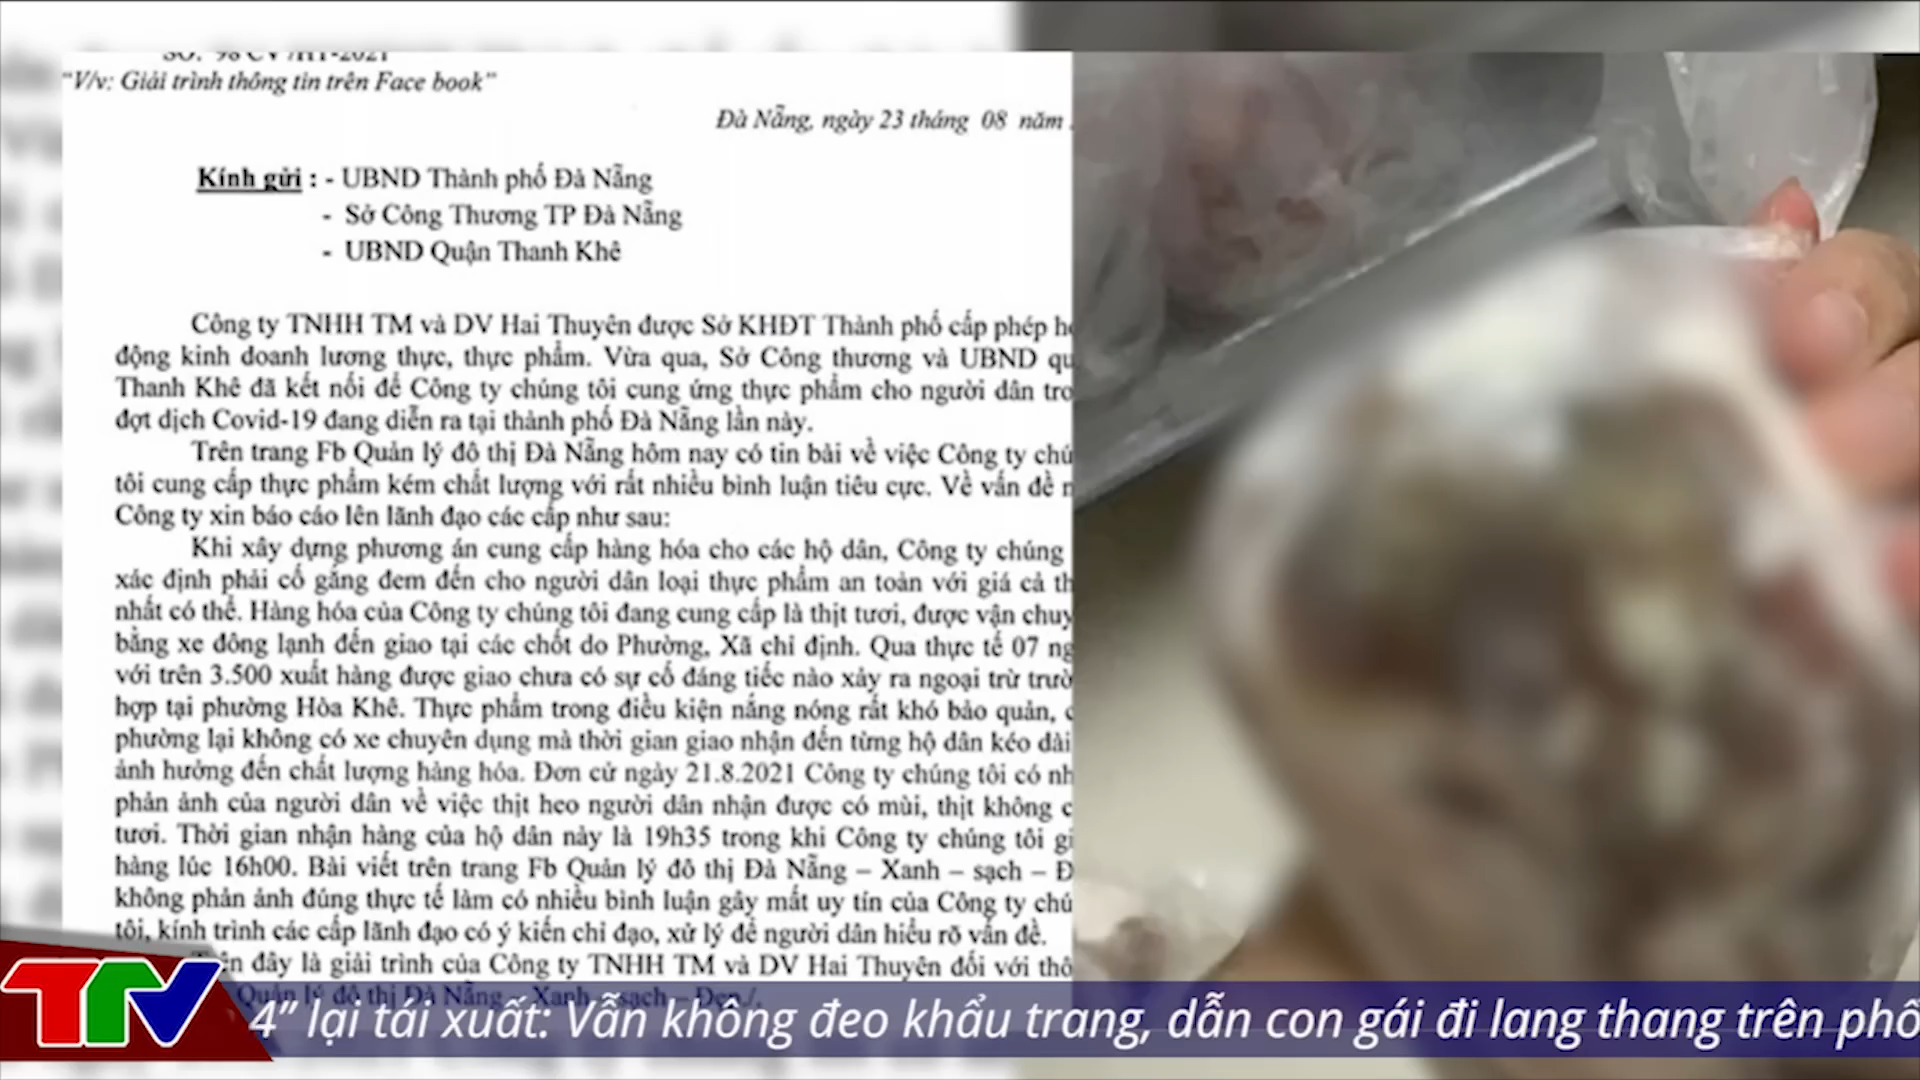 SỐ: 98 CV /HT-2021
"V/v: Giải trình thông tin trên Face book"
Đà Nẵng, ngày 23 tháng 08 năm
Kính gửi : - UBND Thành phố Đà Nẵng
- Sở Công Thương TP Đà Nẵng
- UBND Quận Thanh Khê
Công ty TNHH TM và DV Hai Thuyên được Sở KHĐT Thành phố cấp phép
động kinh doanh lương thực, thực phẩm. Vừa qua, Sở Công thương và UBND
Thanh Khê đã kết nối để Công ty chúng tôi cung ứng thực phẩm cho người dân
đợt dịch Covid-19 đang diễn ra tại thành phố Đà Nẵng lần này.
Trên trang Fb Quản lý đô thị Đà Nẵng hôm nay có tin bài về việc Công ty
tôi cung cấp thực phẩm kém chất lượng với rất nhiều bình luận tiêu cực. Về vấn đề
Công ty xin báo cáo lên lãnh đạo các cấp như sau:
Khi xây dựng phương án cung cấp hàng hóa cho các hộ dân, Công ty chúng
xác định phải cố gắng đem đến cho người dân loại thực phẩm an toàn với giá cả
nhất có thể. Hàng hóa của Công ty chúng tôi đang cung cấp là thịt tươi, được vận
bằng xe đông lạnh đến giao tại các chốt do Phường, Xã chỉ định. Qua thực tế 07
với trên 3.500 xuất hàng được giao chưa có sự cố đáng tiếc nào xảy ra ngoại trừ
hợp tại phường Hòa Khê. Thực phẩm trong điều kiện nắng nóng rất khó bảo quản,
phường lại không có xe chuyên dụng mà thời gian giao nhận đến từng hộ dân kéo dài
ảnh hưởng đến chất lượng hàng hóa. Đơn cử ngày 21.8.2021 Công ty chúng tôi có
phản ảnh của người dân về việc thịt heo người dân nhận được có mùi, thịt không
tươi. Thời gian nhận hàng của hộ dân này là 19h35 trong khi Công ty chúng tôi
hàng lúc 16h00. Bài viết trên trang Fb Quản lý đô thị Đà Nẵng – Xanh – sạch –
không phản ảnh đúng thực tế làm có nhiều bình luận gây mất uy tín của Công ty
tôi, kính trình các cấp lãnh đạo có ý kiến chỉ đạo, xử lý để người dân hiểu rõ vấn đề.
đây là giải trình của Công ty TNHH TM và DV Hai Thuyên đối với
Quản lý đô thị Đà Nẵng – Xanh – sạch – Đẹp./.
TTV
4" lại tái xuất: Vẫn không đeo khẩu trang, dẫn con gái đi lang thang trên phố